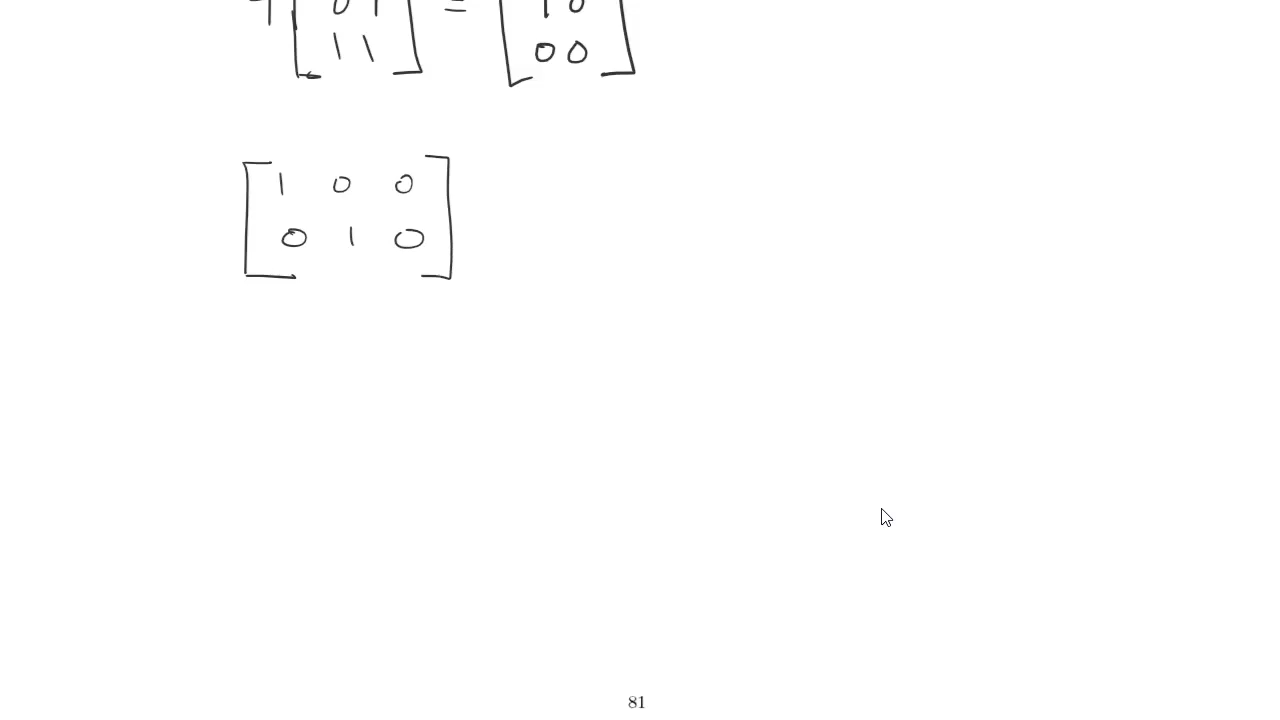 0 1 = 1 0
1 1 0 0
1 0 0
0 1 0
81